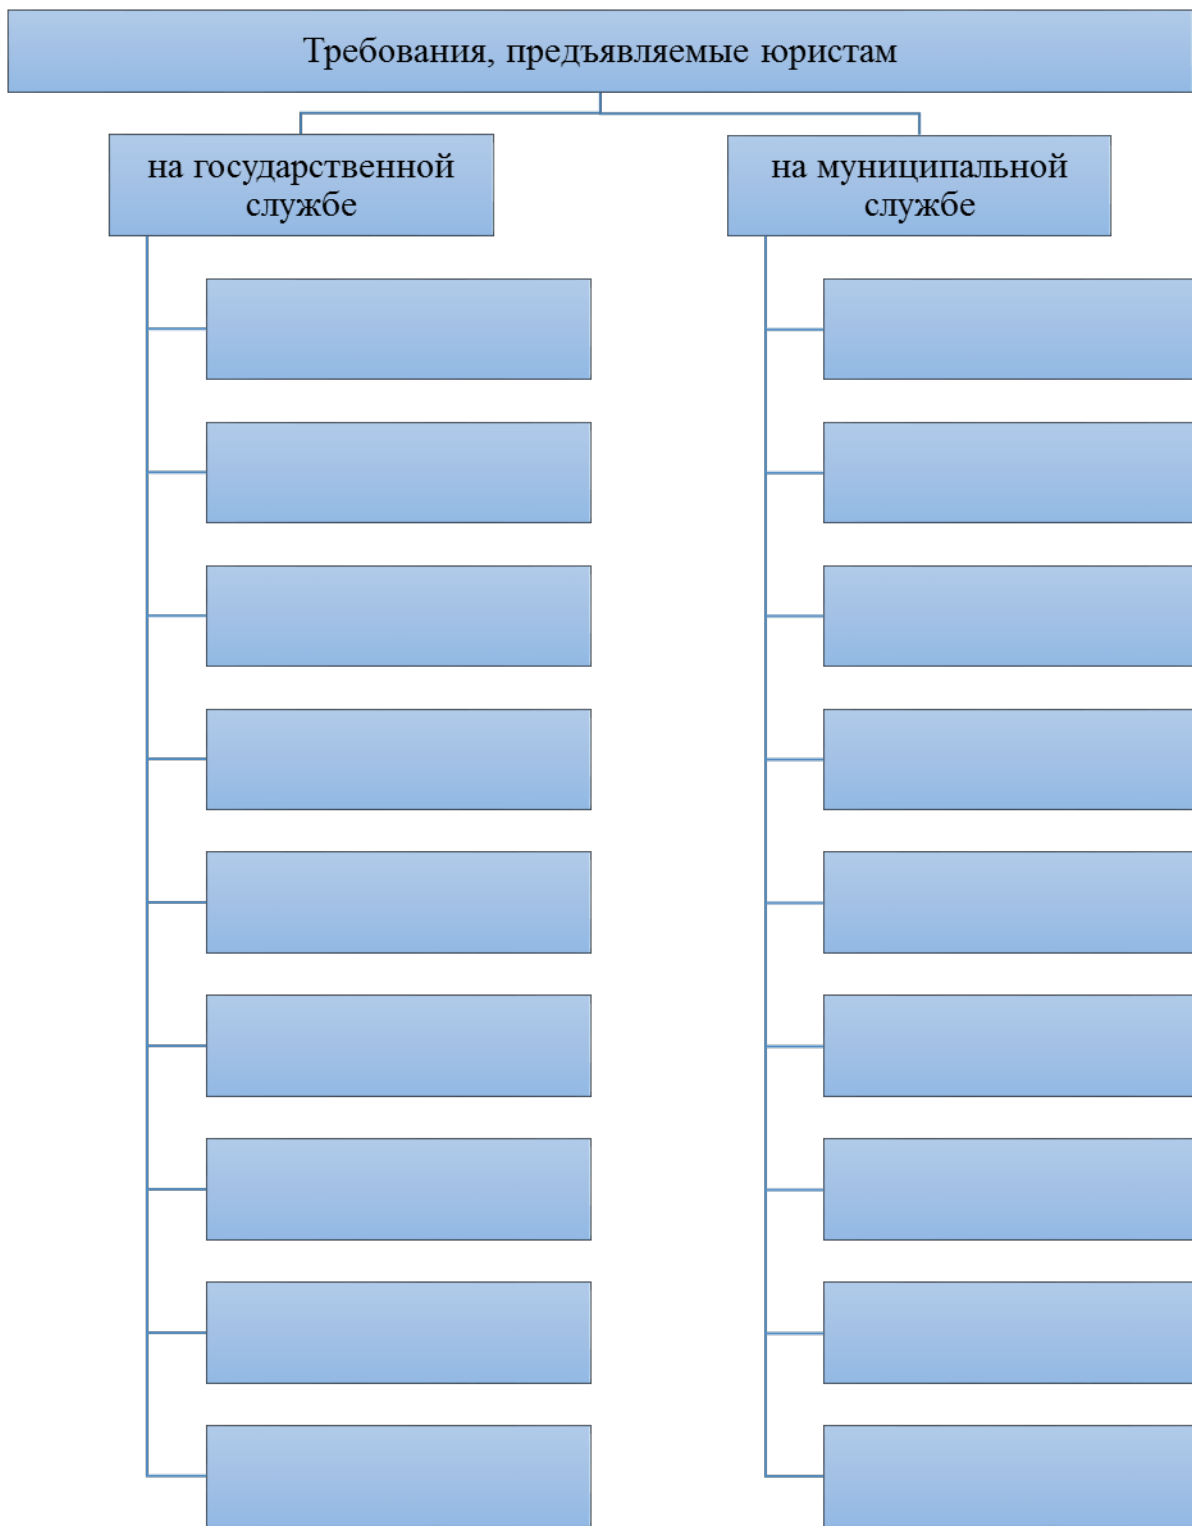 Требования, предъявляемые юристам
на государственной
службе
на муниципальной
службе